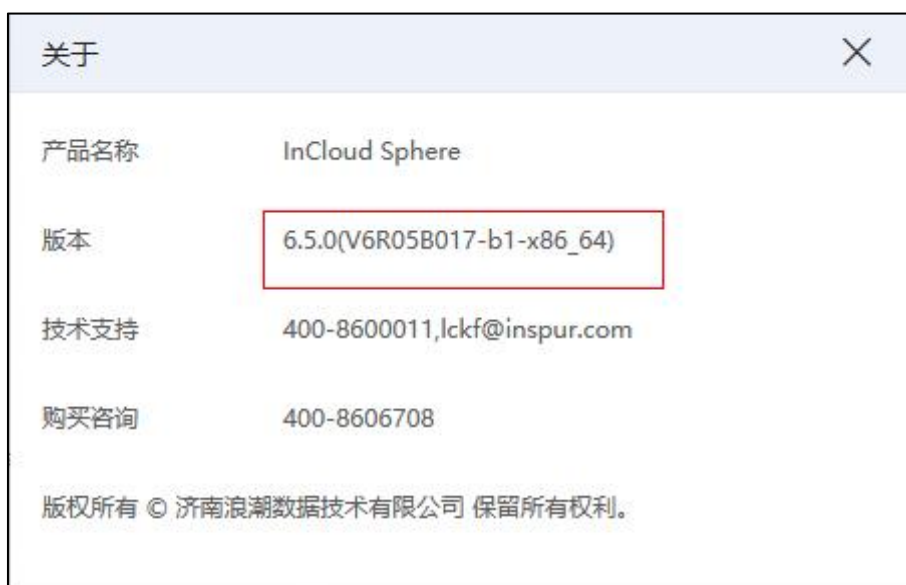 关于
产品名称 InCloud Sphere
版本 6.5.0(V6R05B017-b1-x86_64)
技术支持 400-8600011,lckf@inspur.com
购买咨询 400-8606708
版权所有 © 济南浪潮数据技术有限公司 保留所有权利。